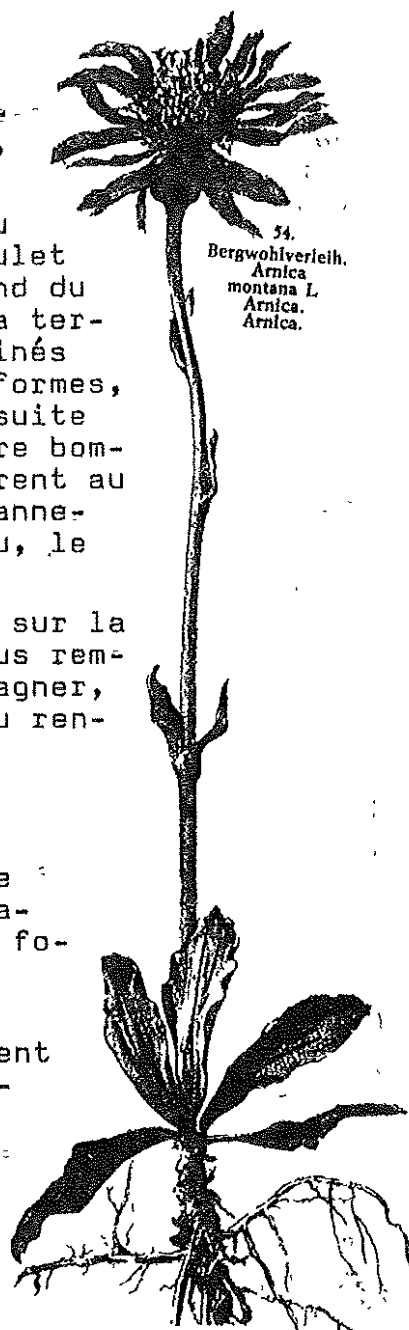 u
ulet
nd du
a ter-
inés
formes,
suite
re bom-
rent au
anne-
u, le
sur la
us rem-
agner,
u ren-
e
a-
fo-
ent
-
54.
Bergwohlverleih.
Arnica
montana L
Arnica.
Arnica.